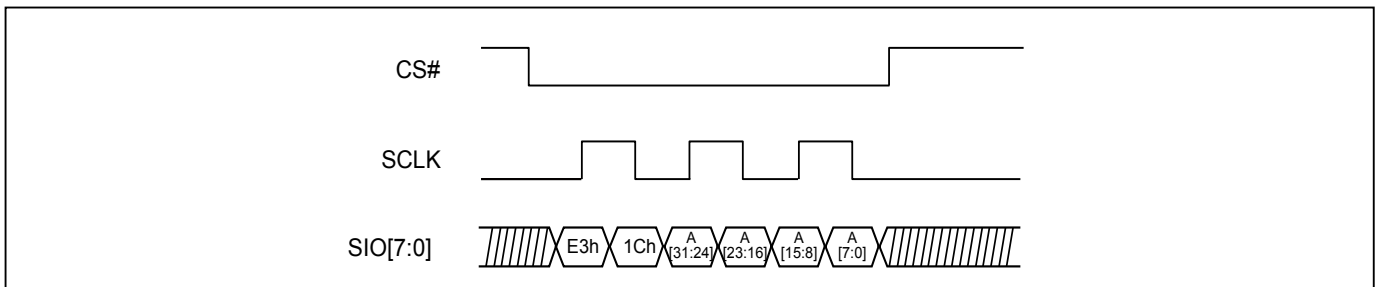 CS#
SCLK
SIO[7:0]
E3h
1Ch
A
[31:24]
A
[23:16]
A
[15:8]
A
[7:0]